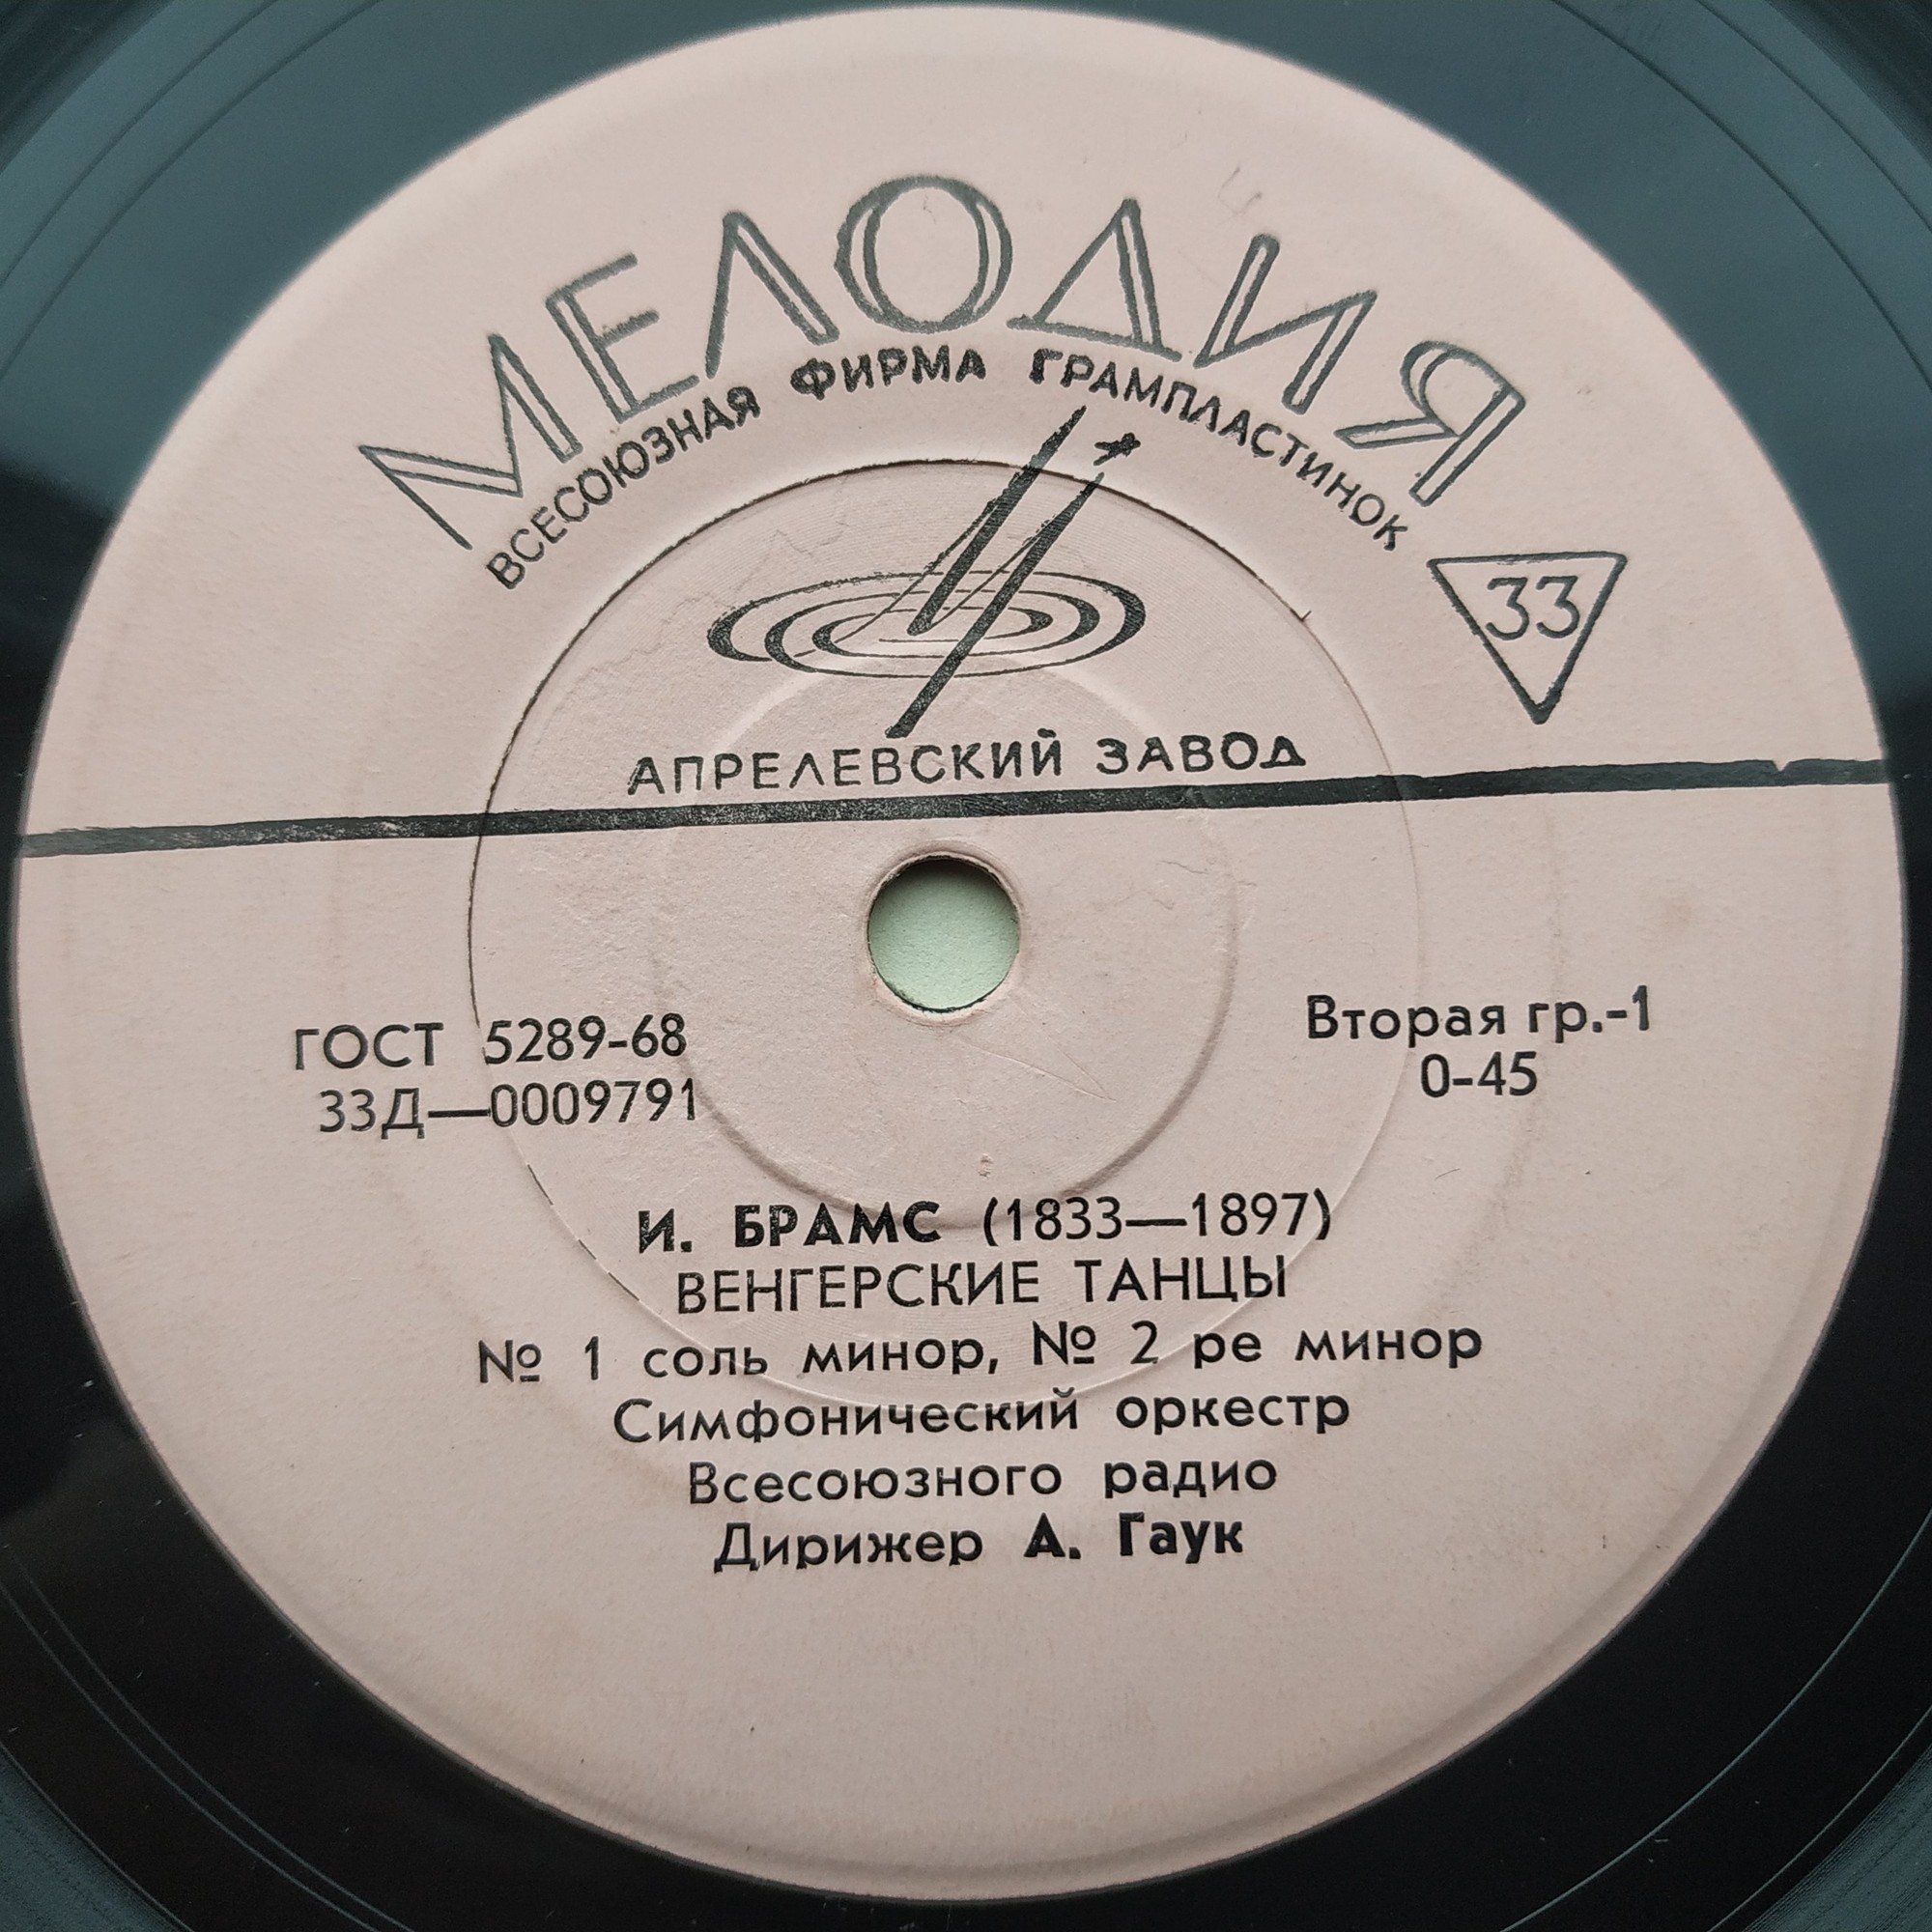 МЕЛОДИЯ
ВСЕСОЮЗНАЯ ФИРМА ГРАМПЛАСТИНОК
33
АПРЕЛЕВСКИЙ ЗАВОД
ГОСТ 5289-68
33Д—0009791
Вторая гр.-1
0-45
И. БРАМС (1833—1897)
ВЕНГЕРСКИЕ ТАНЦЫ
№ 1 соль минор, № 2 ре минор
Симфонический оркестр
Всесоюзного радио
Дирижер А. Гаук